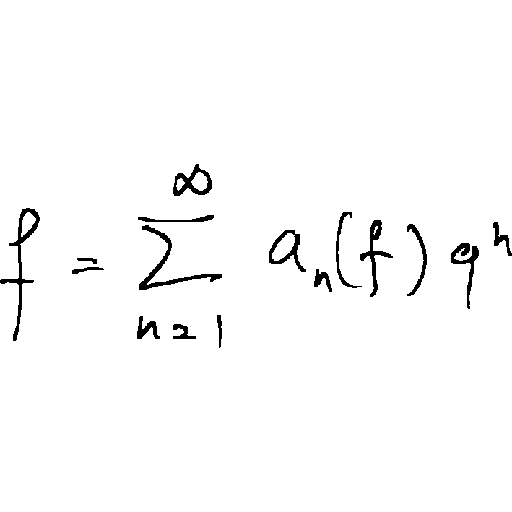 f = \sum_{n=1}^{\infty} a_n(f) q^n